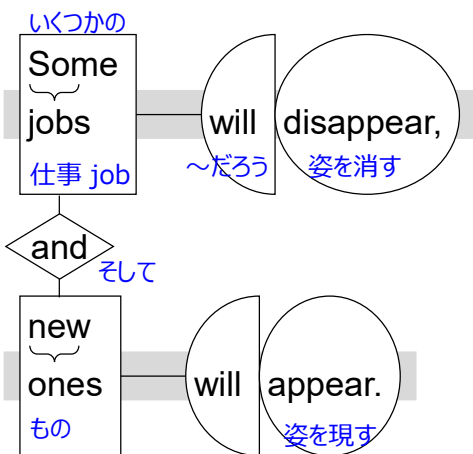 いくつかの
Some
jobs
仕事 job
will
～だろう
disappear,
姿を消す
and
そして
new
ones
もの
will
appear.
姿を現す